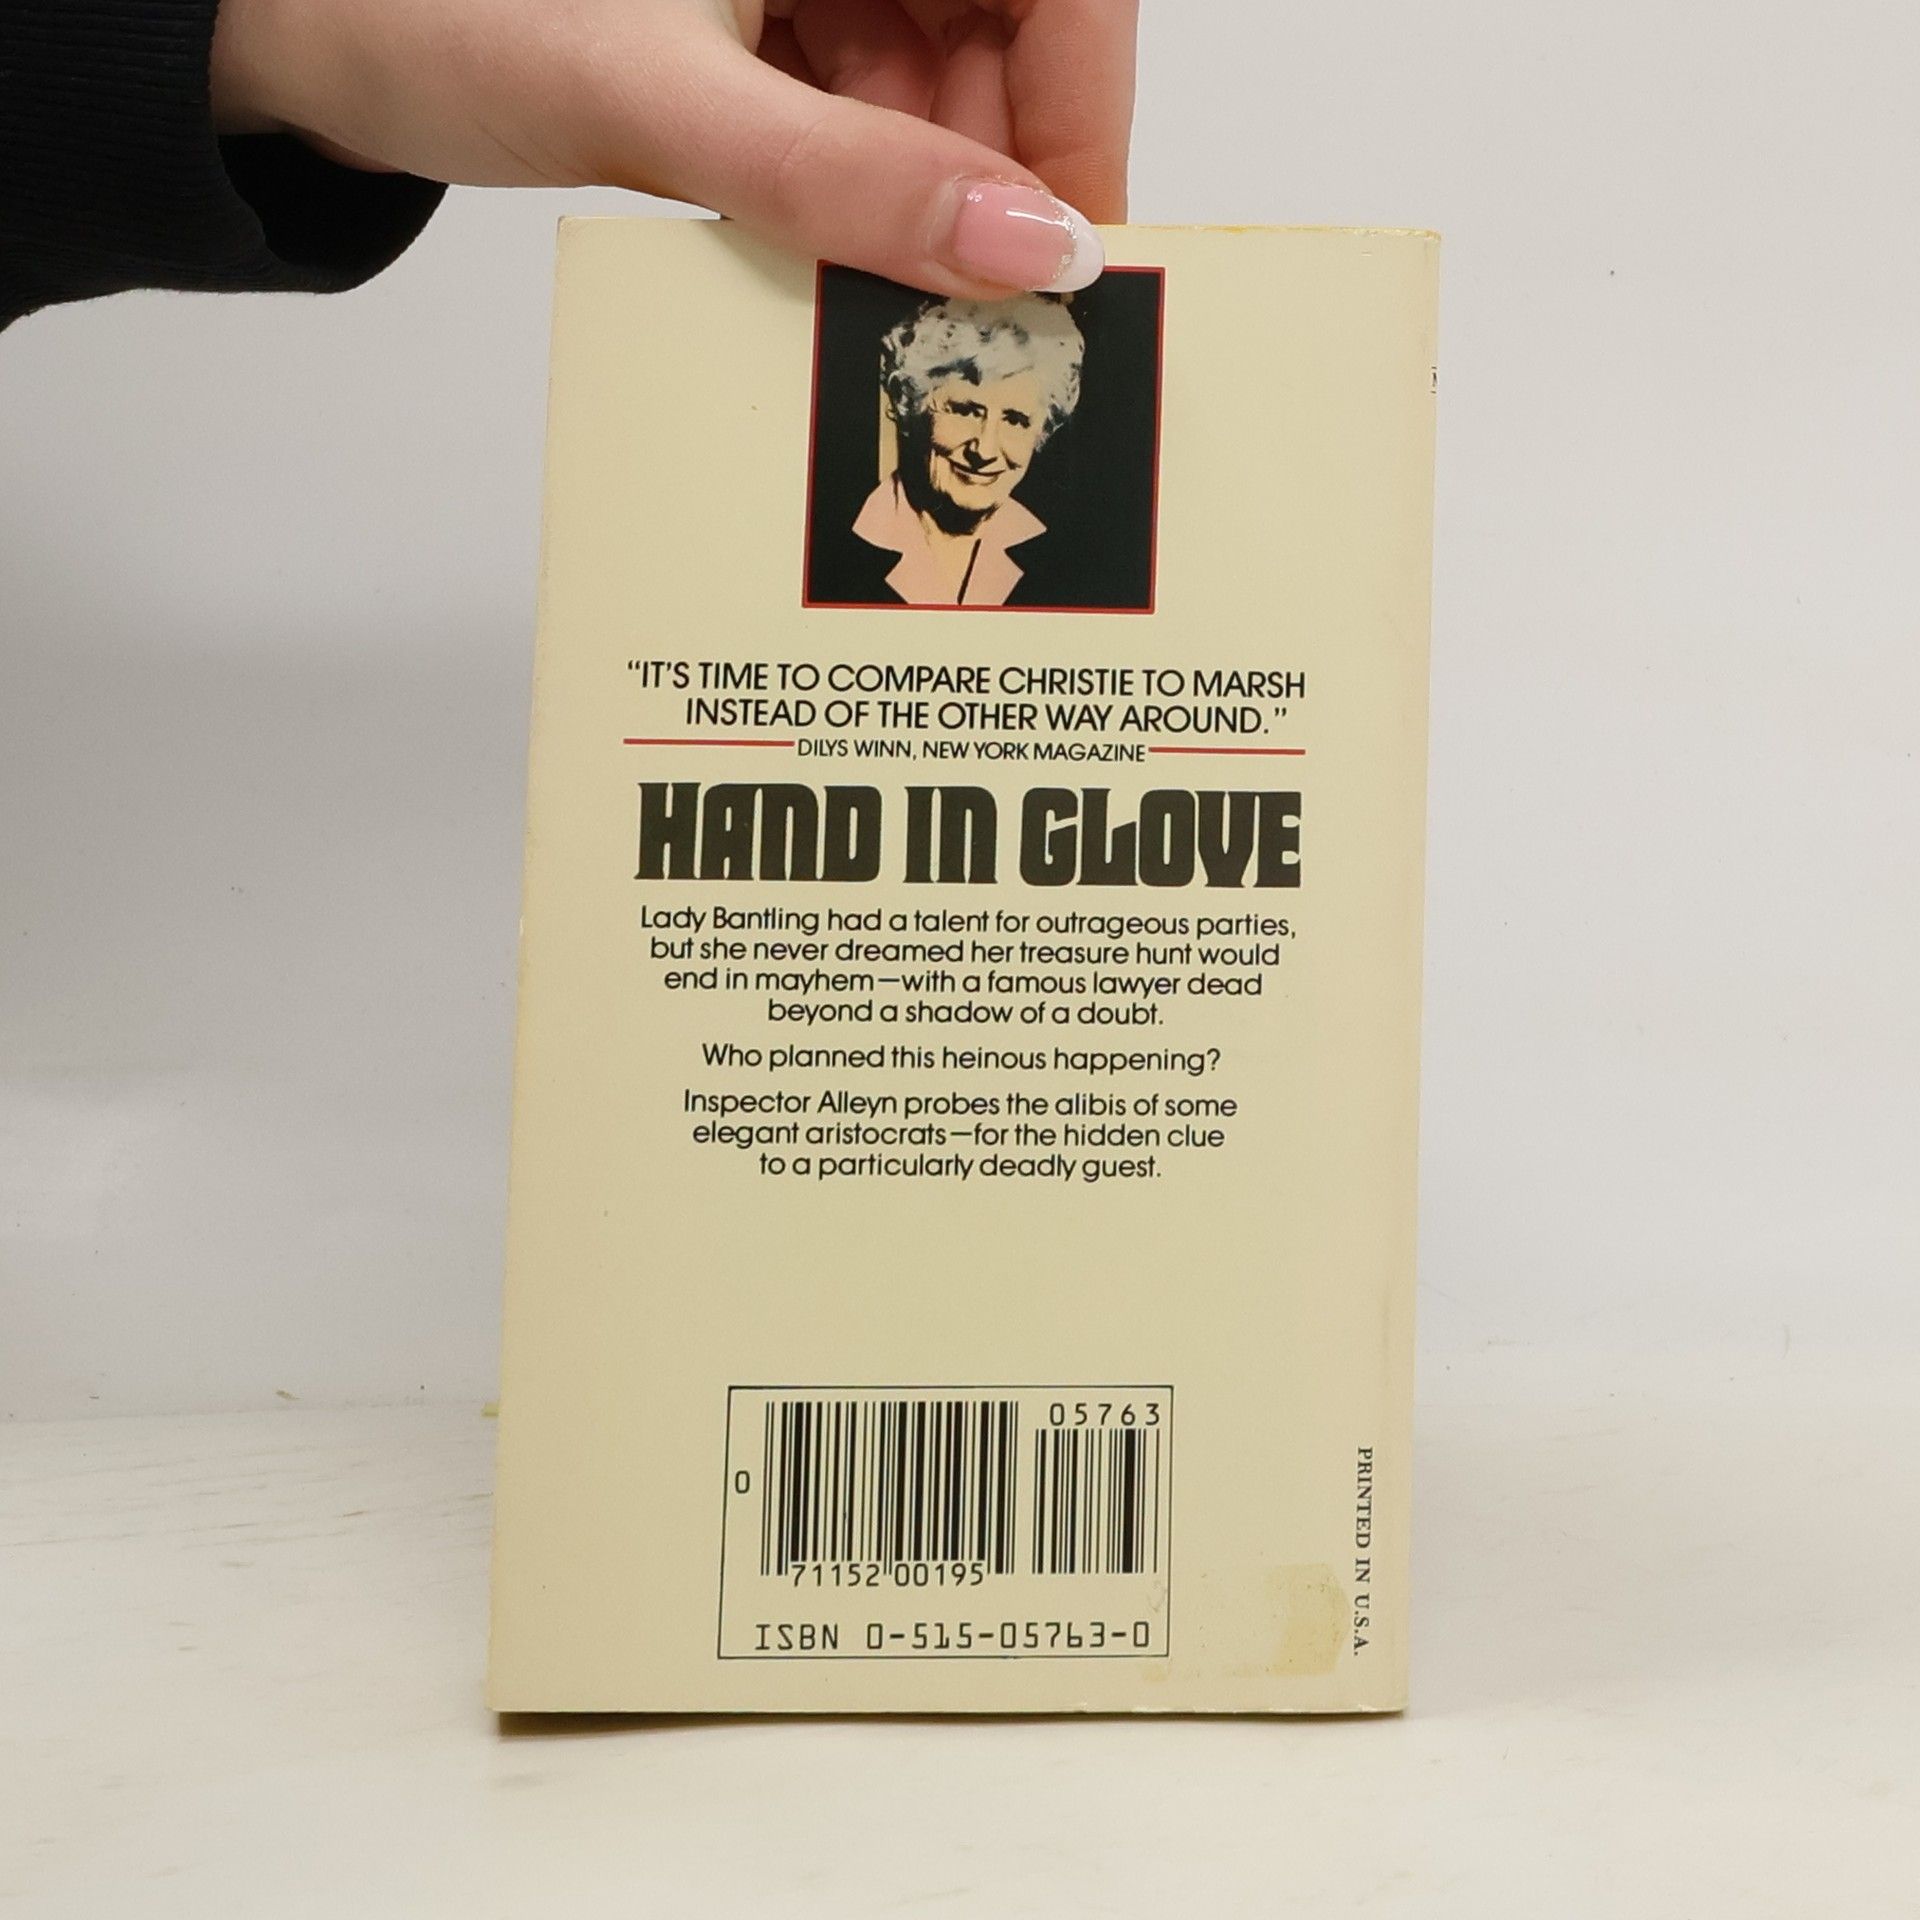 “IT’S TIME TO COMPARE CHRISTIE TO MARSH
INSTEAD OF THE OTHER WAY AROUND.”
DILYS WINN, NEW YORK MAGAZINE
HAND IN GLOVE
Lady Bantling had a talent for outrageous parties,
but she never dreamed her treasure hunt would
end in mayhem—with a famous lawyer dead
beyond a shadow of a doubt.
Who planned this heinous happening?
Inspector Alleyn probes the alibis of some
elegant aristocrats—for the hidden clue
to a particularly deadly guest.
05763
0
71152 00195
ISBN 0-515-05763-0
PRINTED IN U.S.A.